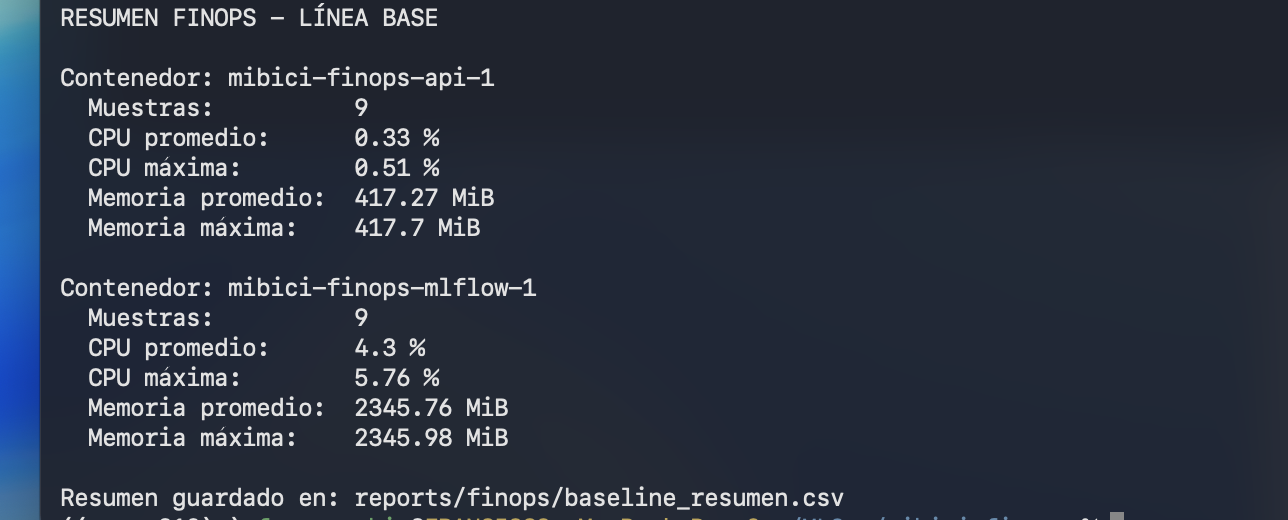 RESUMEN FINOPS — LÍNEA BASE
Contenedor: mibici-finops-api-1
Muestras: 9
CPU promedio: 0.33 %
CPU máxima: 0.51 %
Memoria promedio: 417.27 MiB
Memoria máxima: 417.7 MiB
Contenedor: mibici-finops-mlflow-1
Muestras: 9
CPU promedio: 4.3 %
CPU máxima: 5.76 %
Memoria promedio: 2345.76 MiB
Memoria máxima: 2345.98 MiB
Resumen guardado en: reports/finops/baseline_resumen.csv